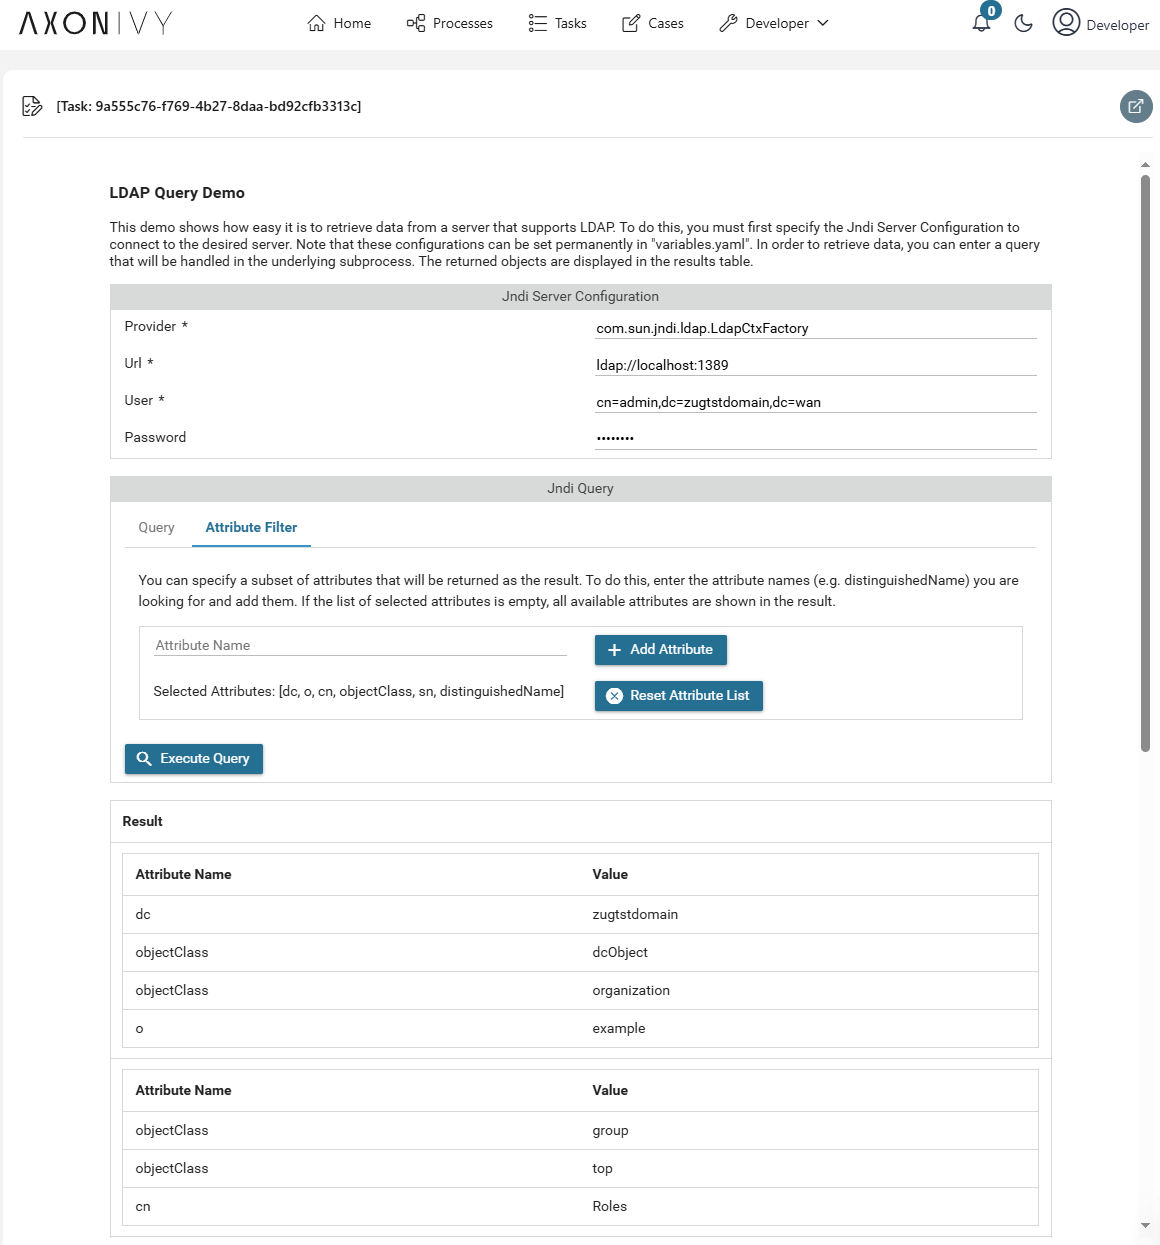 AXONIVY
Home
Processes
Tasks
Cases
Developer
0
Developer
[Task: 9a555c76-f769-4b27-8daa-bd92cfb3313c]
LDAP Query Demo
This demo shows how easy it is to retrieve data from a server that supports LDAP. To do this, you must first specify the Jndi Server Configuration to
connect to the desired server. Note that these configurations can be set permanently in "variables.yaml". In order to retrieve data, you can enter a query
that will be handled in the underlying subprocess. The returned objects are displayed in the results table.
Jndi Server Configuration
Provider * com.sun.jndi.ldap.LdapCtxFactory
Url * ldap://localhost:1389
User * cn=admin,dc=zugtstdomain,dc=wan
Password ••••••••
Jndi Query
Query Attribute Filter
You can specify a subset of attributes that will be returned as the result. To do this, enter the attribute names (e.g. distinguishedName) you are
looking for and add them. If the list of selected attributes is empty, all available attributes are shown in the result.
Attribute Name Add Attribute
Selected Attributes: [dc, o, cn, objectClass, sn, distinguishedName] Reset Attribute List
Execute Query
Result
Attribute Name Value
dc zugtstdomain
objectClass dcObject
objectClass organization
o example
Attribute Name Value
objectClass group
objectClass top
cn Roles